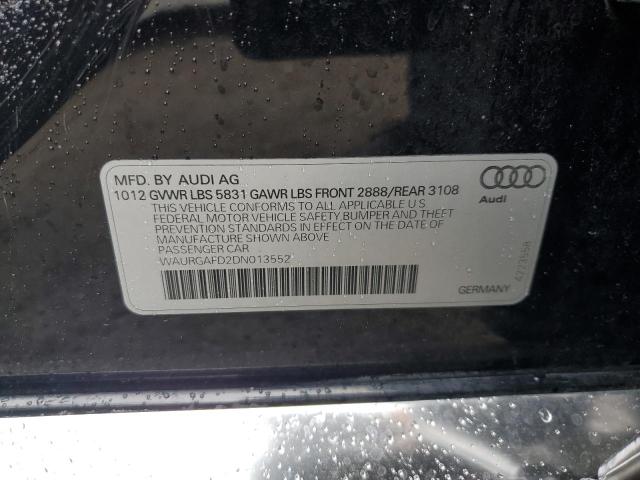 MFD. BY AUDI AG
1012 GVWR LBS 5831 GAWR LBS FRONT 2888/REAR 3108
THIS VEHICLE CONFORMS TO ALL APPLICABLE U S
FEDERAL MOTOR VEHICLE SAFETY, BUMPER AND THEFT
PREVENTION STANDARDS IN EFFECT ON THE DATE OF
MANUFACTURE SHOWN ABOVE
PASSENGER CAR
WAURGAFD2DN013552
Audi
4223558
GERMANY